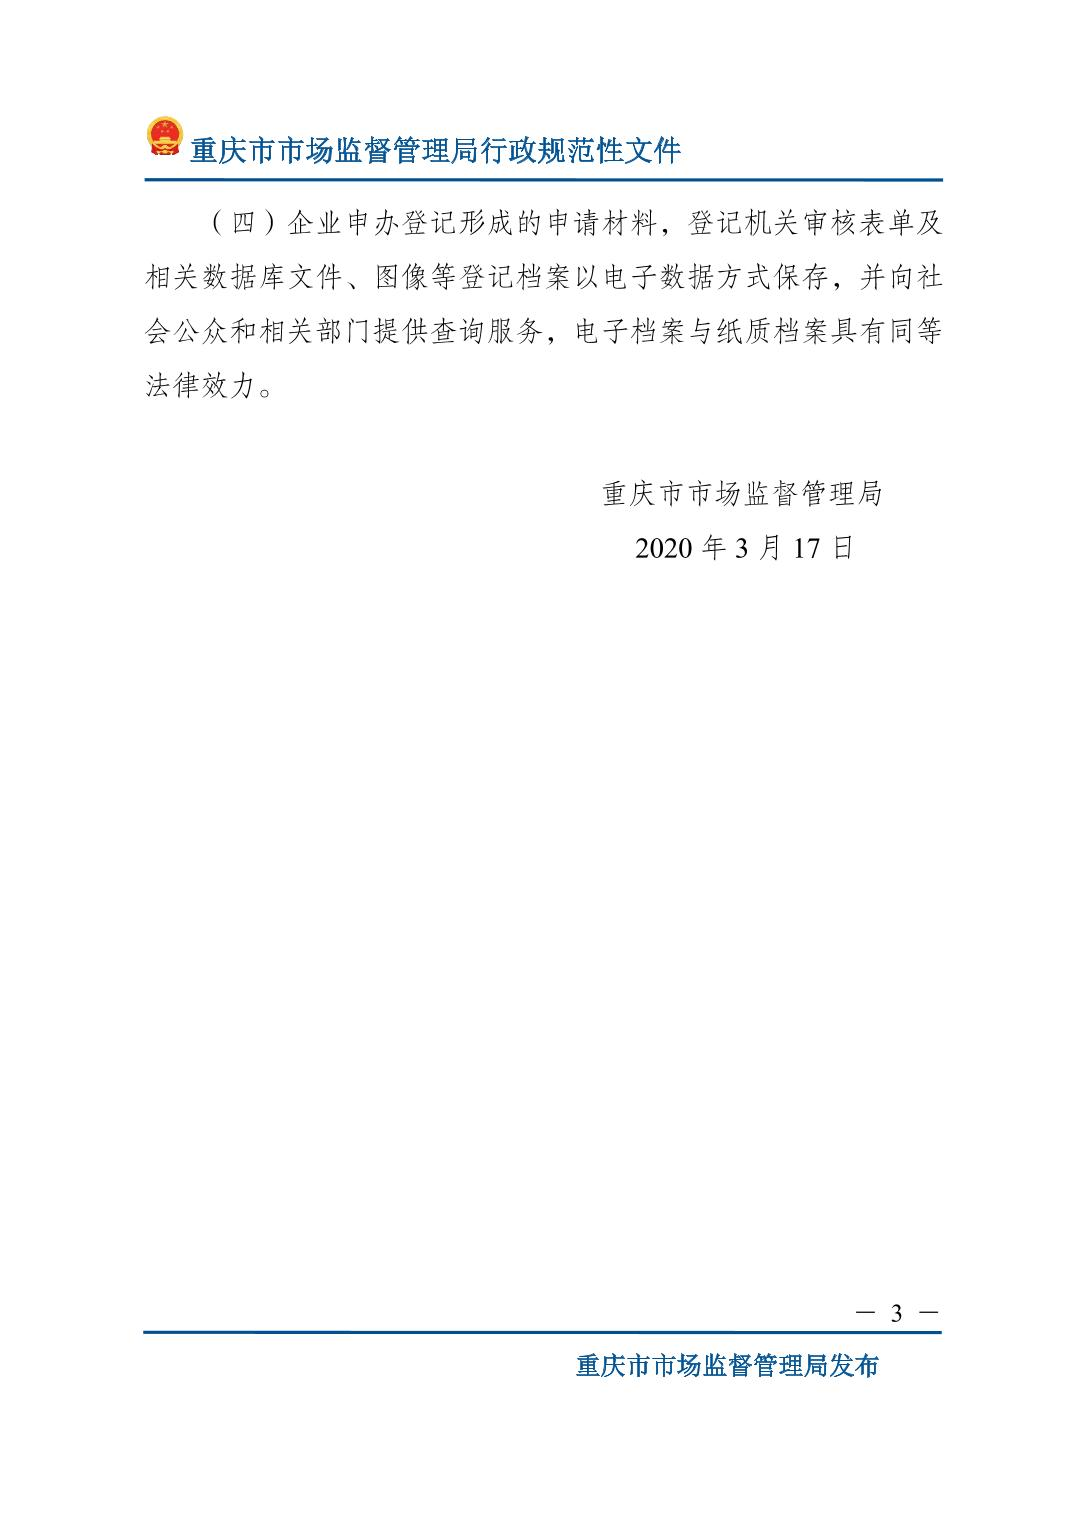 重庆市市场监督管理局行政规范性文件
（四）企业申办登记形成的申请材料，登记机关审核表单及
相关数据库文件、图像等登记档案以电子数据方式保存，并向社
会公众和相关部门提供查询服务，电子档案与纸质档案具有同等
法律效力。
重庆市市场监督管理局
2020 年 3 月 17 日
— 3 —
重庆市市场监督管理局发布